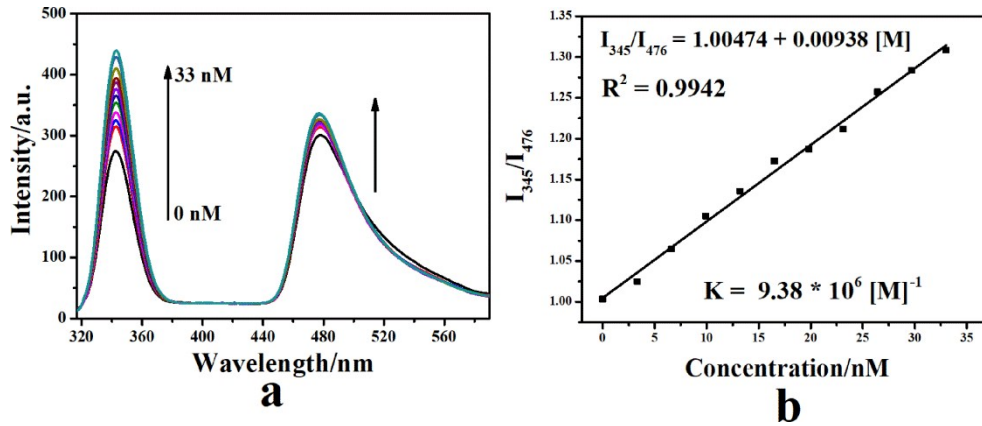 500
400
300
200
100
0
Intensity/a.u.
33 nM
0 nM
320 360 400 440 480 520 560
Wavelength/nm
a
1.35
1.30
1.25
1.20
1.15
1.10
1.05
1.00
I₃₄₅/I₄₇₆
I₃₄₅/I₄₇₆ = 1.00474 + 0.00938 [M]
R² = 0.9942
K = 9.38 * 10⁶ [M]⁻¹
0 5 10 15 20 25 30 35
Concentration/nM
b